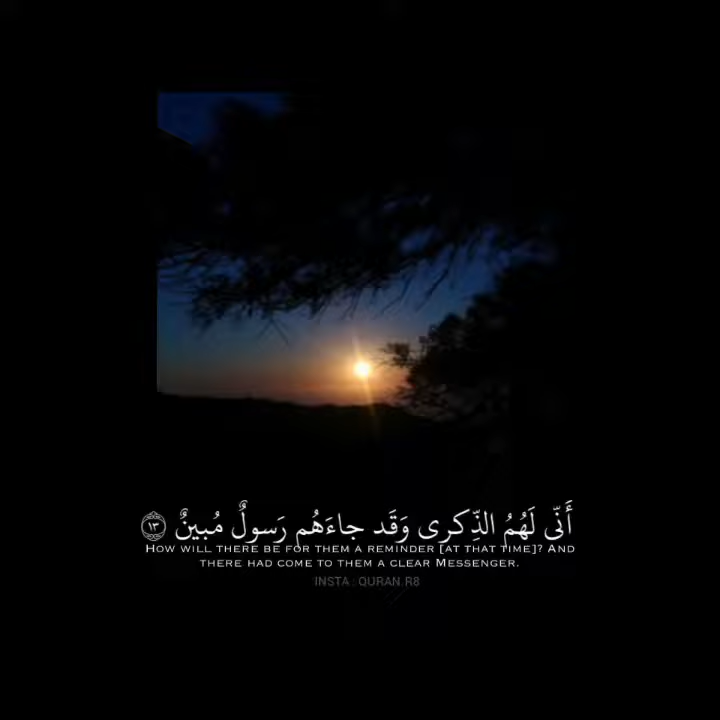 أَنّى لَهُمُ الذِّكرى وَقَد جاءَهُم رَسولٌ مُبينٌ ١٣
How will there be for them a reminder [at that time]? And
there had come to them a clear Messenger.
INSTA : QURAN.R8